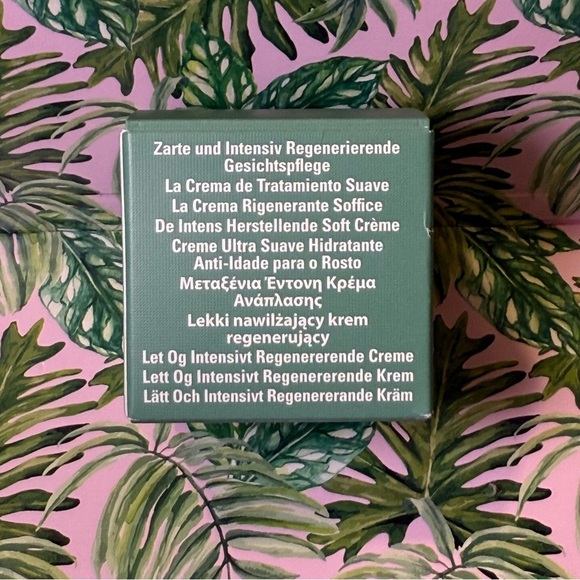 Zarte und Intensiv Regenerierende
Gesichtspflege
La Crema de Tratamiento Suave
La Crema Rigenerante Soffice
De Intens Herstellende Soft Crème
Creme Ultra Suave Hidratante
Anti-Idade para o Rosto
Μεταξένια Έντονη Κρέμα
Ανάπλασης
Lekki nawilżający krem
regenerujący
Let Og Intensivt Regenererende Creme
Lett Og Intensivt Regenererende Krem
Lätt Och Intensivt Regenererande Kräm